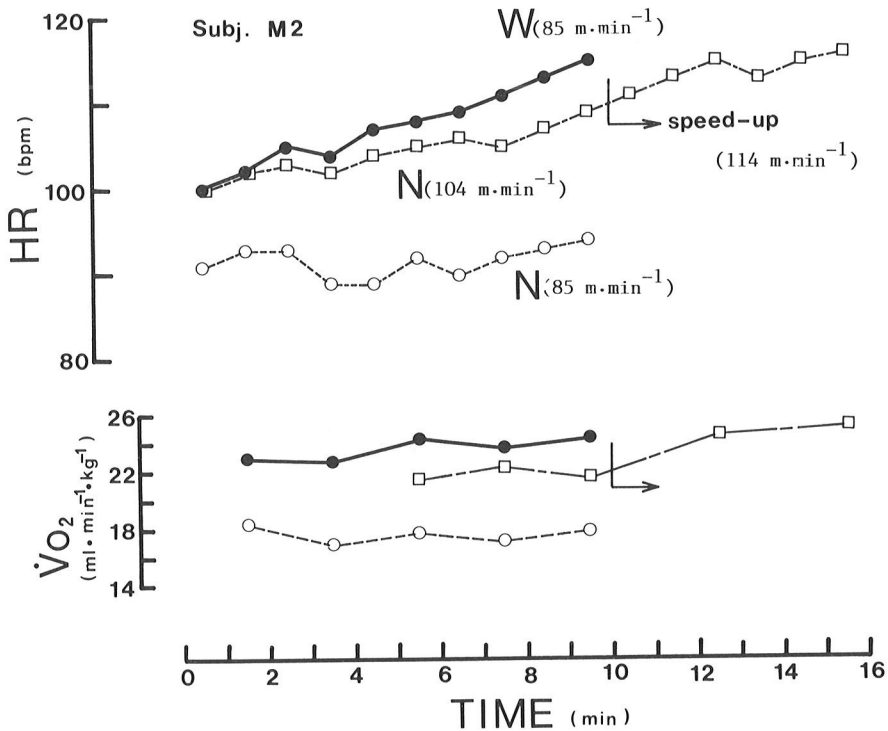 120
Subj. M2
W(85 m·min⁻¹)
speed-up
(114 m·min⁻¹)
HR (bpm)
100
N(104 m·min⁻¹)
N(85 m·min⁻¹)
80
26
22
18
14
V̇O₂
(ml·min⁻¹·kg⁻¹)
0 2 4 6 8 10 12 14 16
TIME (min)